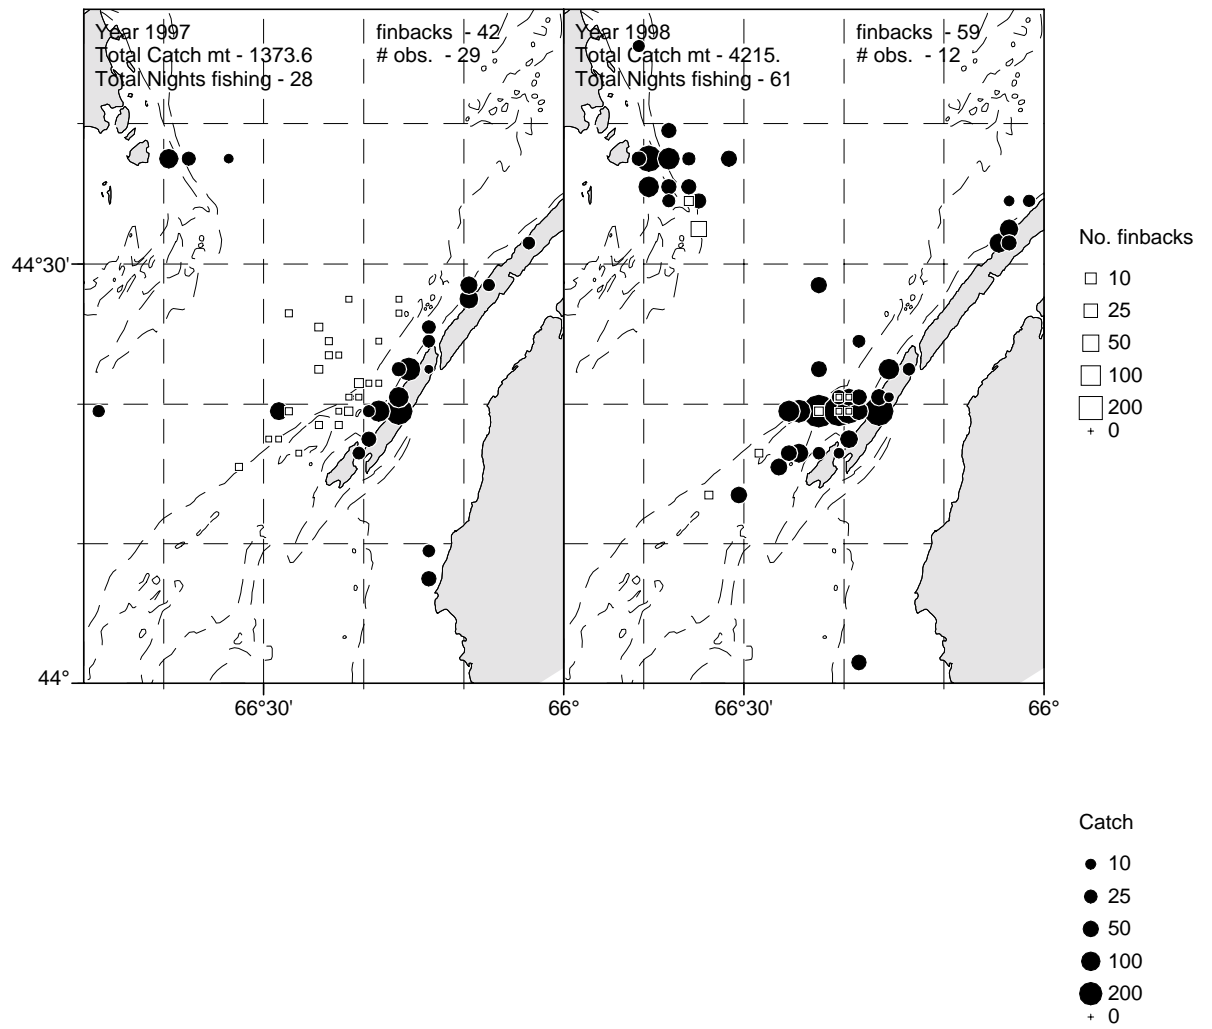 Year 1997 finbacks - 42
Total Catch mt - 1373.6 # obs. - 29
Total Nights fishing - 28
Year 1998 finbacks - 59
Total Catch mt - 4215. # obs. - 12
Total Nights fishing - 61
44°30'
44°
66°30'
66°
66°30'
66°
No. finbacks
10
25
50
100
200
0
Catch
10
25
50
100
200
0